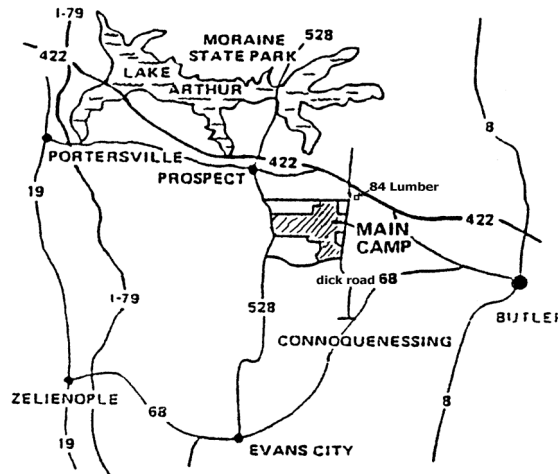 I-79
MORAINE
STATE PARK
528
422
LAKE
ARTHUR
8
PORTERSVILLE
422
PROSPECT
84 Lumber
19
422
MAIN
CAMP
dick road
68
I-79
528
BUTLER
CONNOQUENESSING
ZELIENOPLE
68
8
19
EVANS CITY